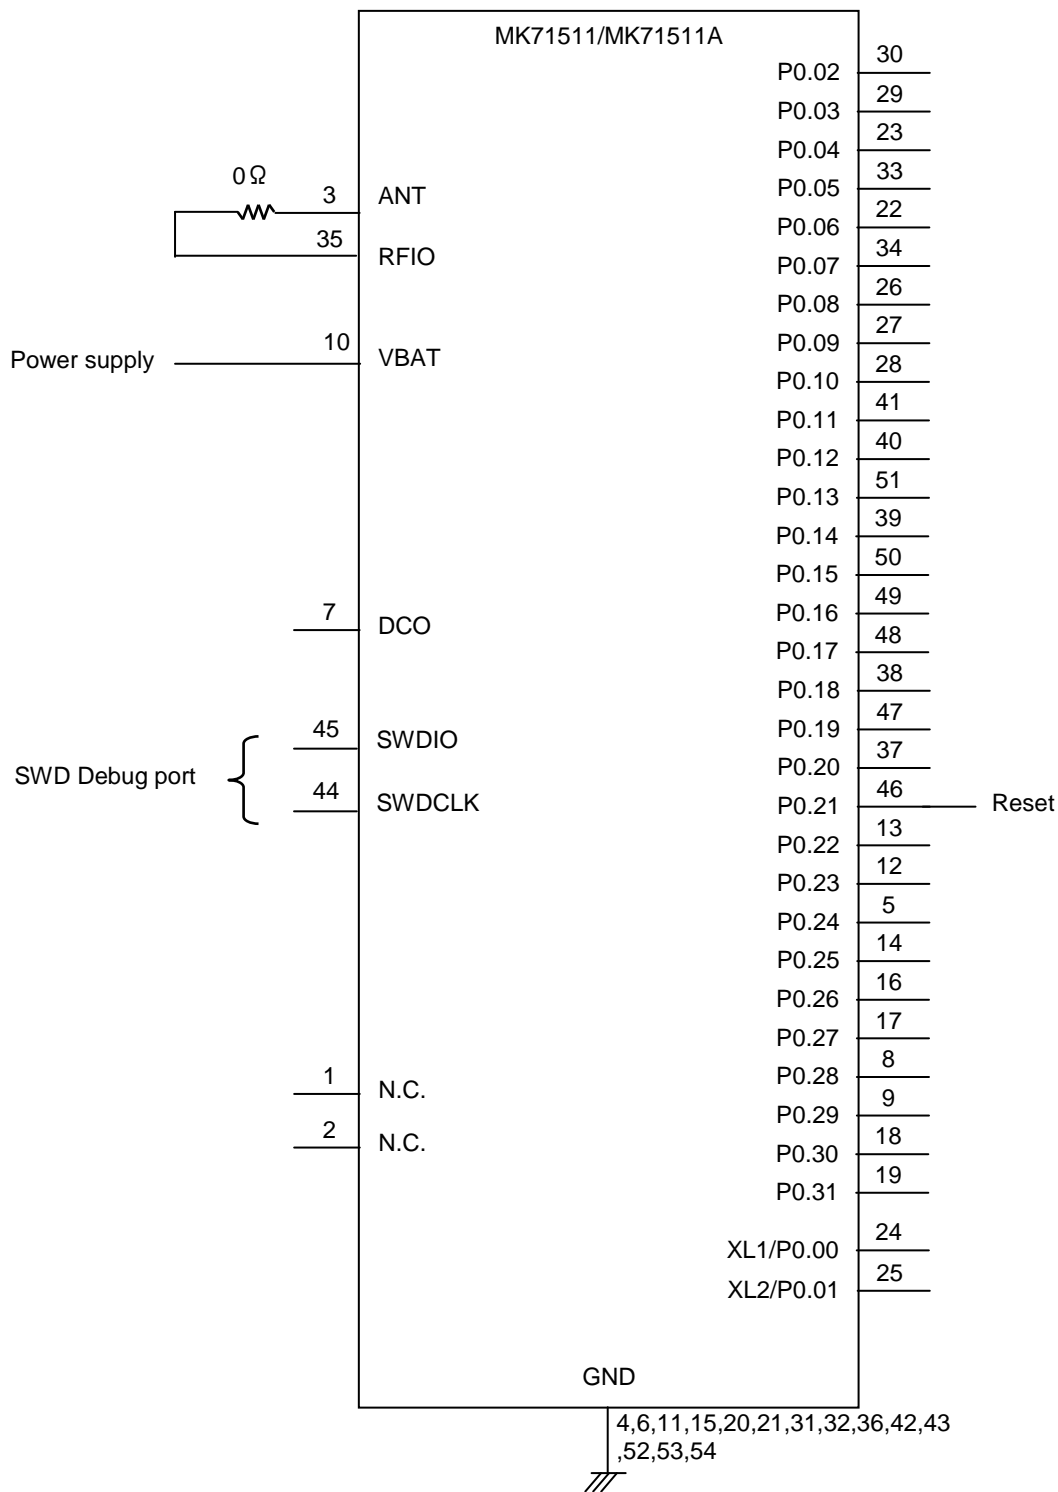 MK71511/MK71511A
0Ω
3 ANT
35 RFIO
Power supply 10 VBAT
7 DCO
SWD Debug port
45 SWDIO
44 SWDCLK
1 N.C.
2 N.C.
P0.02 30
P0.03 29
P0.04 23
P0.05 33
P0.06 22
P0.07 34
P0.08 26
P0.09 27
P0.10 28
P0.11 41
P0.12 40
P0.13 51
P0.14 39
P0.15 50
P0.16 49
P0.17 48
P0.18 38
P0.19 47
P0.20 37
P0.21 46 Reset
P0.22 13
P0.23 12
P0.24 5
P0.25 14
P0.26 16
P0.27 17
P0.28 8
P0.29 9
P0.30 18
P0.31 19
XL1/P0.00 24
XL2/P0.01 25
GND
4,6,11,15,20,21,31,32,36,42,43
,52,53,54